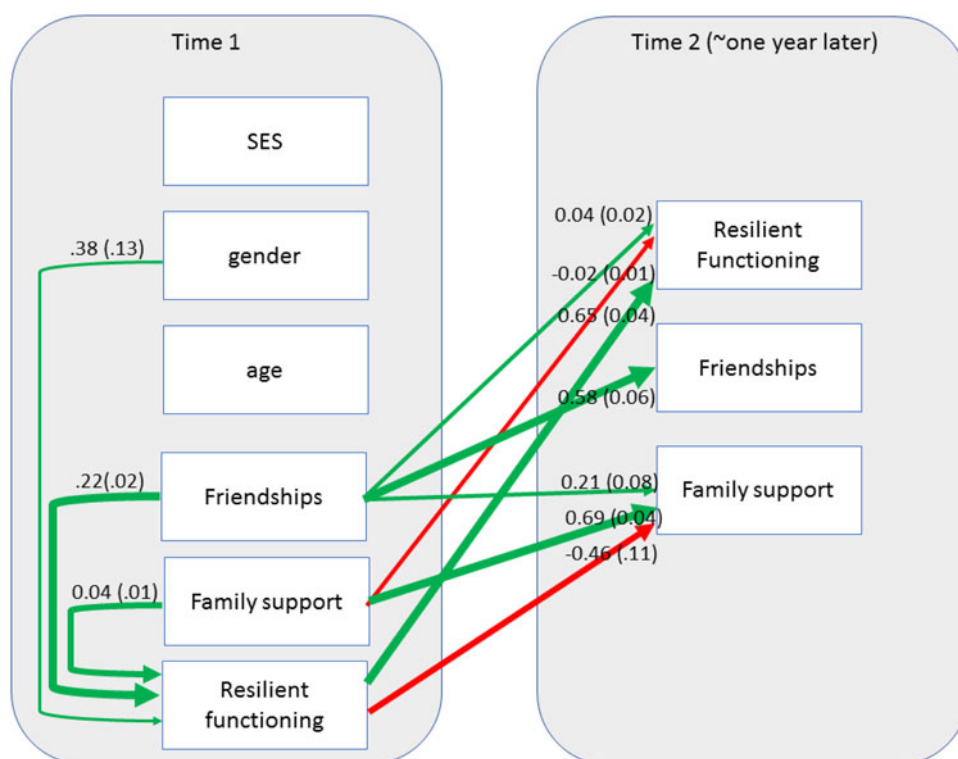 Time 1
SES
gender
.38 (.13)
age
Friendships
.22(.02)
Family support
0.04 (.01)
Resilient
functioning
Time 2 (~one year later)
0.04 (0.02)
Resilient
Functioning
-0.02 (0.01)
0.65 (0.04)
Friendships
0.58 (0.06)
0.21 (0.08)
Family support
0.69 (0.04)
-0.46 (.11)